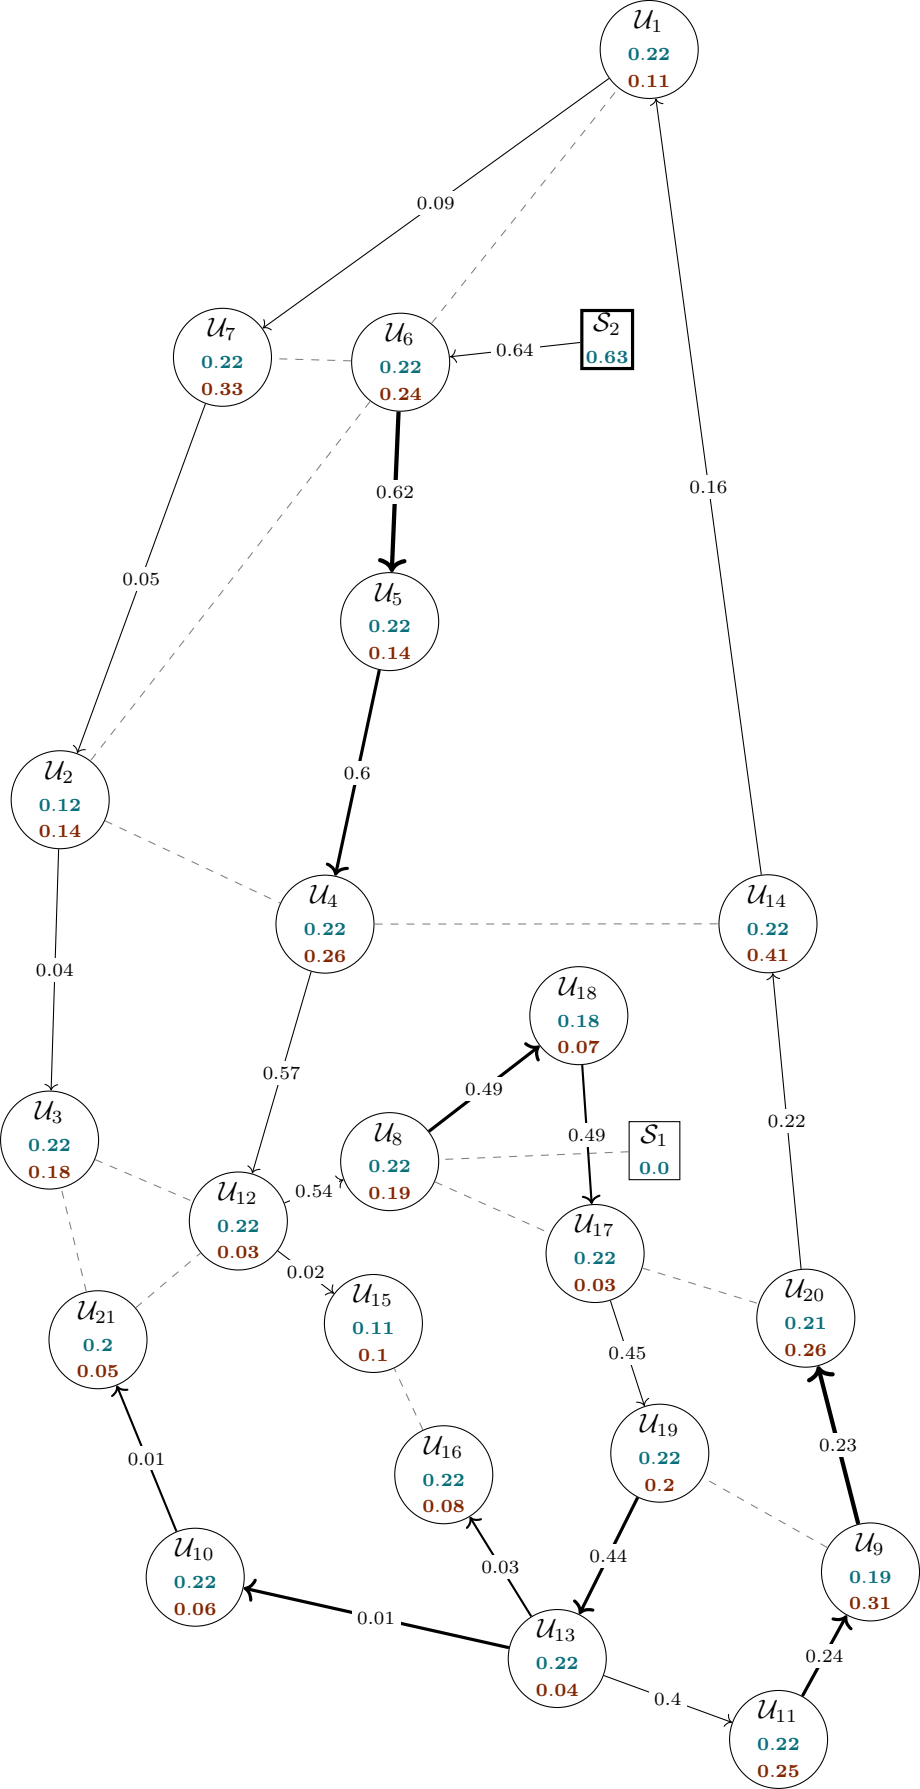 𝒰₁
0.22
0.11
0.09
𝒰₇
0.22
0.33
𝒰₆
0.22
0.24
0.64
𝒮₂
0.63
0.62
0.16
0.05
𝒰₅
0.22
0.14
0.6
𝒰₂
0.12
0.14
𝒰₄
0.22
0.26
𝒰₁₄
0.22
0.41
0.04
𝒰₁₈
0.18
0.07
0.57
0.49
𝒰₃
0.22
0.18
𝒰₈
0.22
0.19
0.49
𝒮₁
0.0
0.22
𝒰₁₂
0.22
0.03
0.54
𝒰₁₇
0.22
0.03
0.02
𝒰₂₁
0.2
0.05
𝒰₁₅
0.11
0.1
𝒰₂₀
0.21
0.26
0.45
0.01
𝒰₁₆
0.22
0.08
𝒰₁₉
0.22
0.2
0.23
𝒰₁₀
0.22
0.06
0.03
0.44
𝒰₉
0.19
0.31
0.01
𝒰₁₃
0.22
0.04
0.24
0.4
𝒰₁₁
0.22
0.25